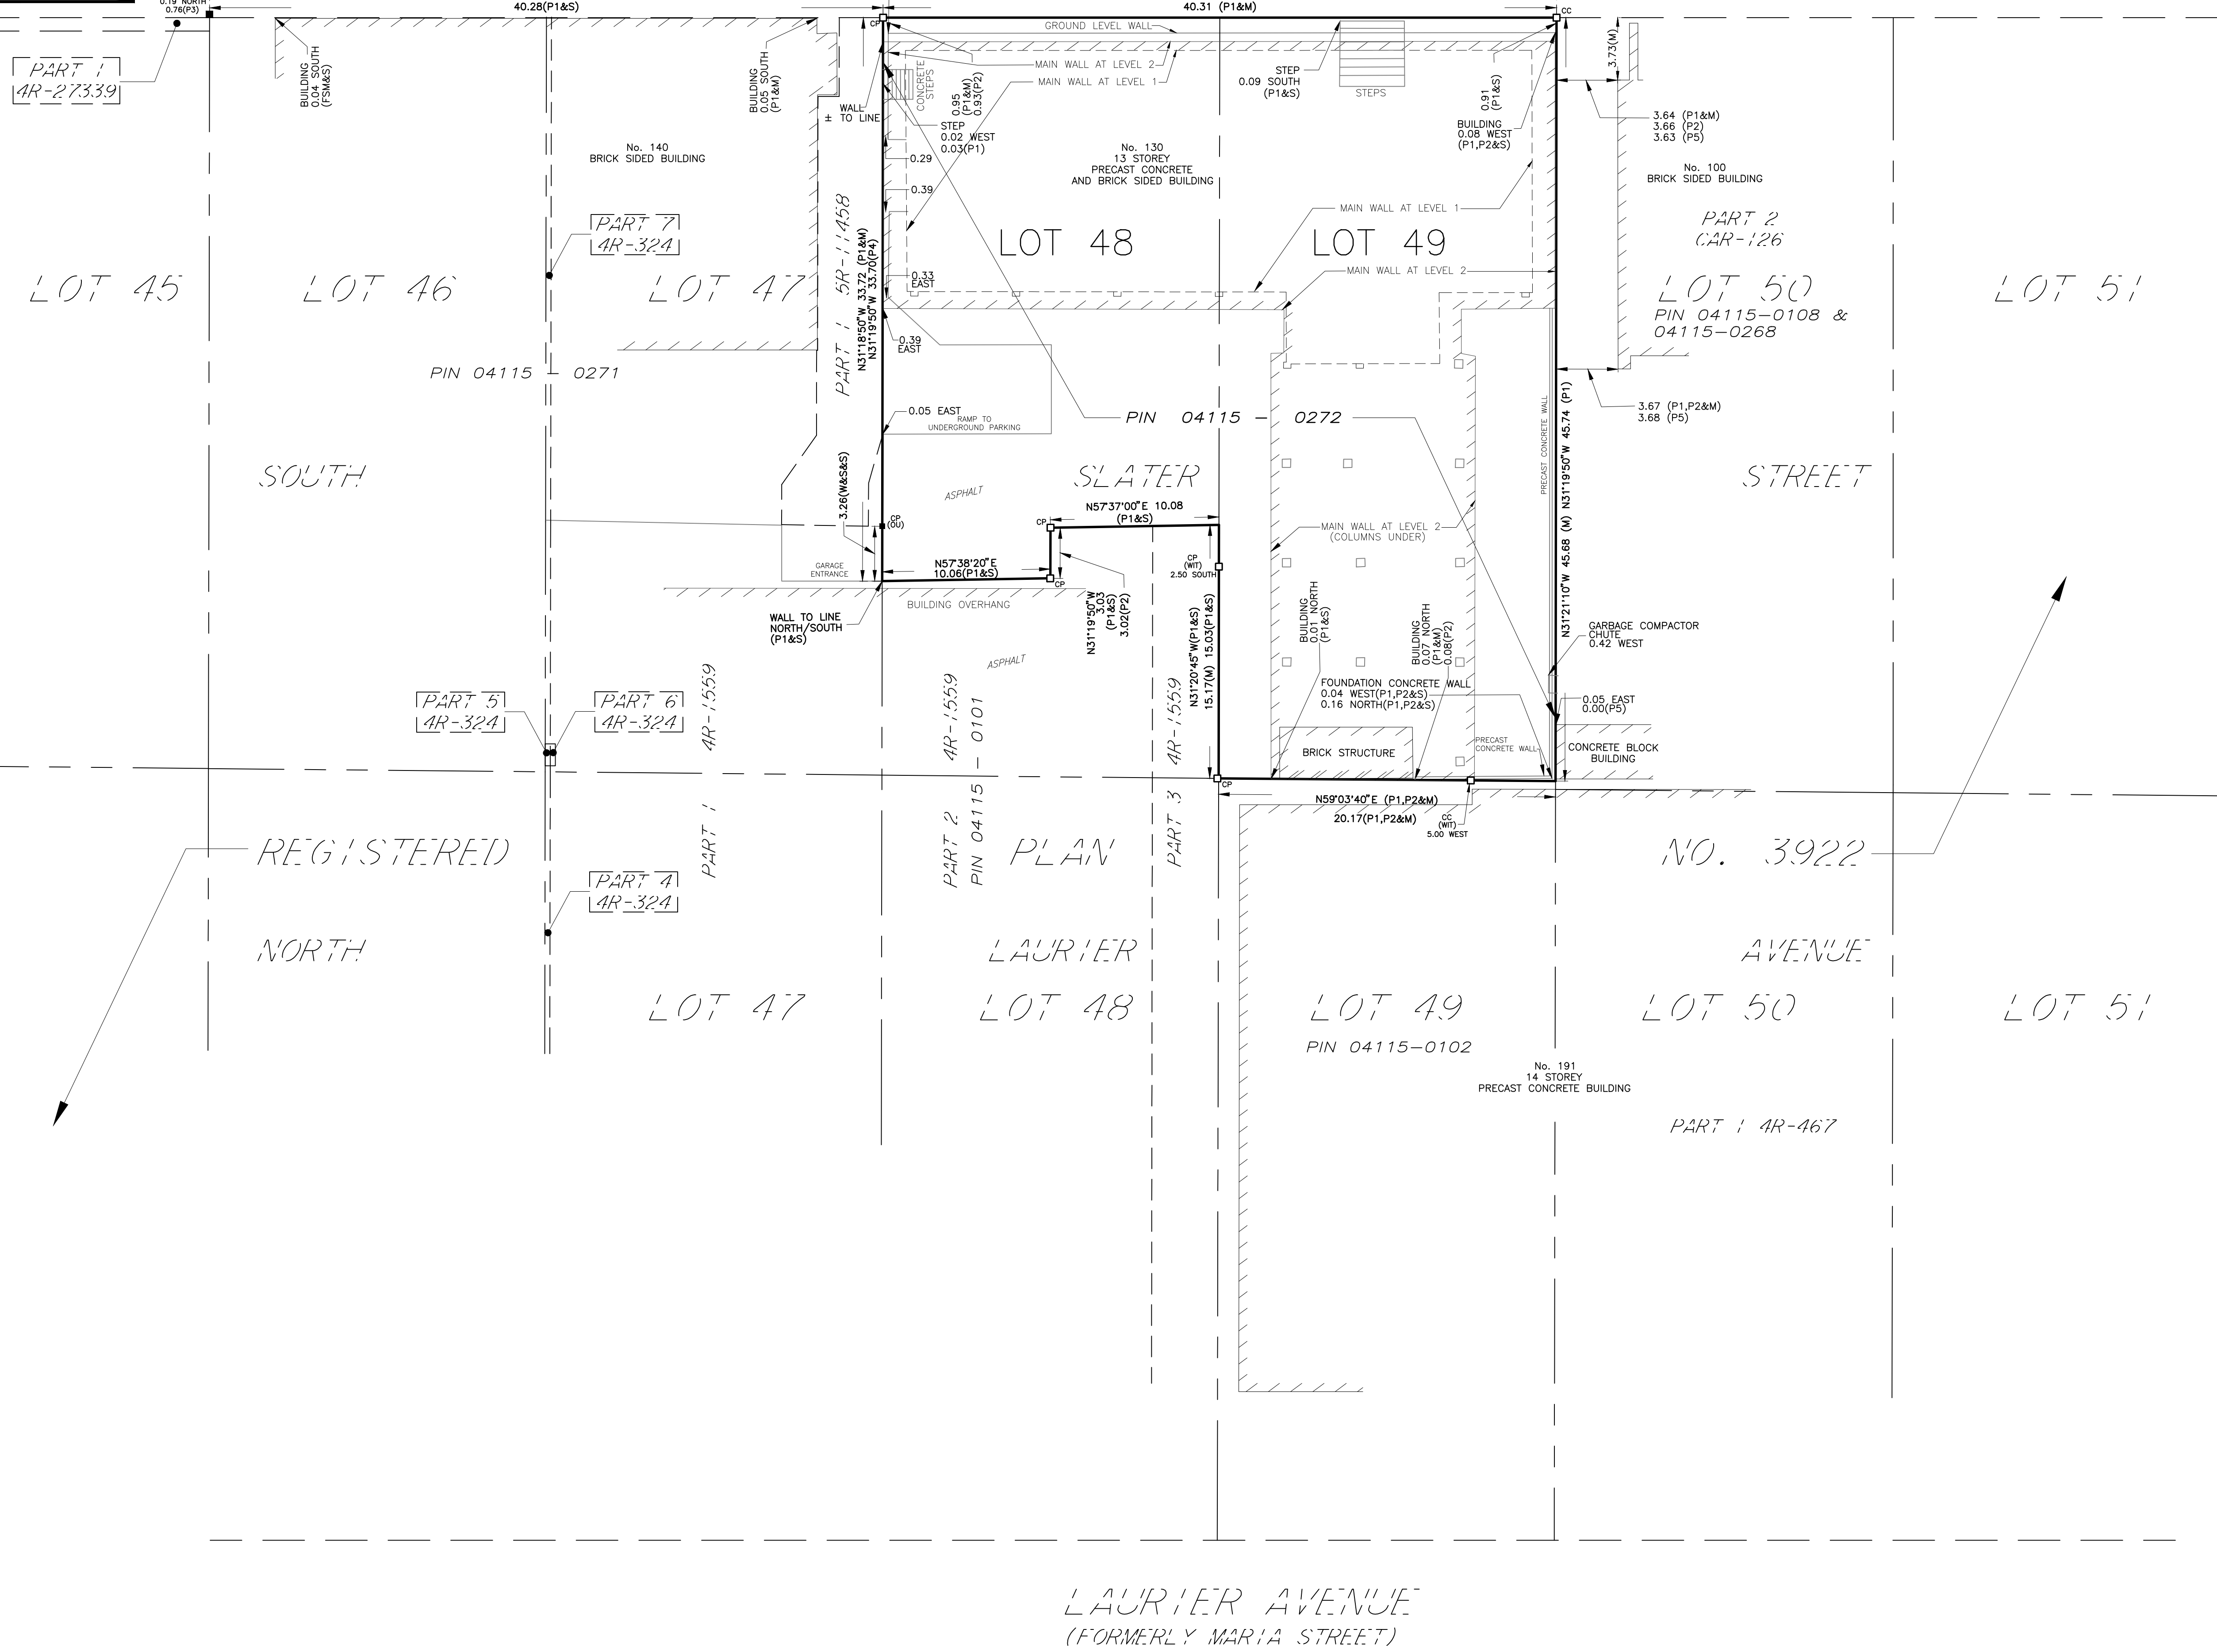 0.19 NORTH
0.76(P3)
40.28(P1&S)
40.31 (P1&M)
CP
CC
PART 1
4R-27339
BUILDING
0.04 SOUTH
(FSM&S)
BUILDING
0.05 SOUTH
(P1&M)
WALL
± TO LINE
GROUND LEVEL WALL
MAIN WALL AT LEVEL 2
MAIN WALL AT LEVEL 1
CONCRETE
STEPS
0.95
(P1&M)
0.93(P2)
STEP
0.02 WEST
0.03(P1)
0.29
0.39
STEP
0.09 SOUTH
(P1&S)
STEPS
0.91
(P1&S)
BUILDING
0.08 WEST
(P1,P2&S)
3.73(M)
3.64 (P1&M)
3.66 (P2)
3.63 (P5)
No. 140
BRICK SIDED BUILDING
No. 130
13 STOREY
PRECAST CONCRETE
AND BRICK SIDED BUILDING
No. 100
BRICK SIDED BUILDING
PART 2
CAR-126
PART 7
4R-324
PART 1 5R-11458
N31°18'50"W 33.72 (P1&M)
N31°19'50"W 33.70(P4)
MAIN WALL AT LEVEL 1
LOT 48
LOT 49
MAIN WALL AT LEVEL 2
LOT 45
LOT 46
LOT 47
LOT 50
LOT 51
PIN 04115-0108 &
04115-0268
0.33
EAST
0.39
EAST
PIN 04115 - 0271
0.05 EAST
RAMP TO
UNDERGROUND PARKING
PIN 04115 - 0272
PRECAST CONCRETE WALL
N31°21'10"W 45.68 (M) N31°19'50"W 45.74 (P1)
3.67 (P1,P2&M)
3.68 (P5)
SOUTH
SLATER
STREET
3.26(W&S&S)
ASPHALT
CP
(OU)
CP
N57°37'00"E 10.08
(P1&S)
MAIN WALL AT LEVEL 2
(COLUMNS UNDER)
GARAGE
ENTRANCE
N57°38'20"E
10.06(P1&S)
CP
CP
(WIT)
2.50 SOUTH
BUILDING OVERHANG
WALL TO LINE
NORTH/SOUTH
(P1&S)
N31°19'50"W
3.03
(P1&S)
3.02(P2)
N31°20'45"W(P1&S)
15.17(M) 15.03(P1&S)
BUILDING
0.01 NORTH
(P1&S)
BUILDING
0.07 NORTH
(P1&M)
0.08(P2)
GARBAGE COMPACTOR
CHUTE
0.42 WEST
ASPHALT
FOUNDATION CONCRETE WALL
0.04 WEST(P1,P2&S)
0.16 NORTH(P1,P2&S)
0.05 EAST
0.00(P5)
PART 5
4R-324
PART 6
4R-324
BRICK STRUCTURE
PRECAST
CONCRETE WALL
CONCRETE BLOCK
BUILDING
CP
N59°03'40"E (P1,P2&M)
20.17(P1,P2&M)
CC
(WIT)
5.00 WEST
PART 1 4R-1559
PART 2 4R-1559
PIN 04115 - 0101
PART 3 4R-1559
REGISTERED
PLAN
NO. 3922
PART 4
4R-324
NORTH
LAURIER
AVENUE
LOT 47
LOT 48
LOT 49
LOT 50
LOT 51
PIN 04115-0102
No. 191
14 STOREY
PRECAST CONCRETE BUILDING
PART 1 4R-467
LAURIER AVENUE
(FORMERLY MARIA STREET)